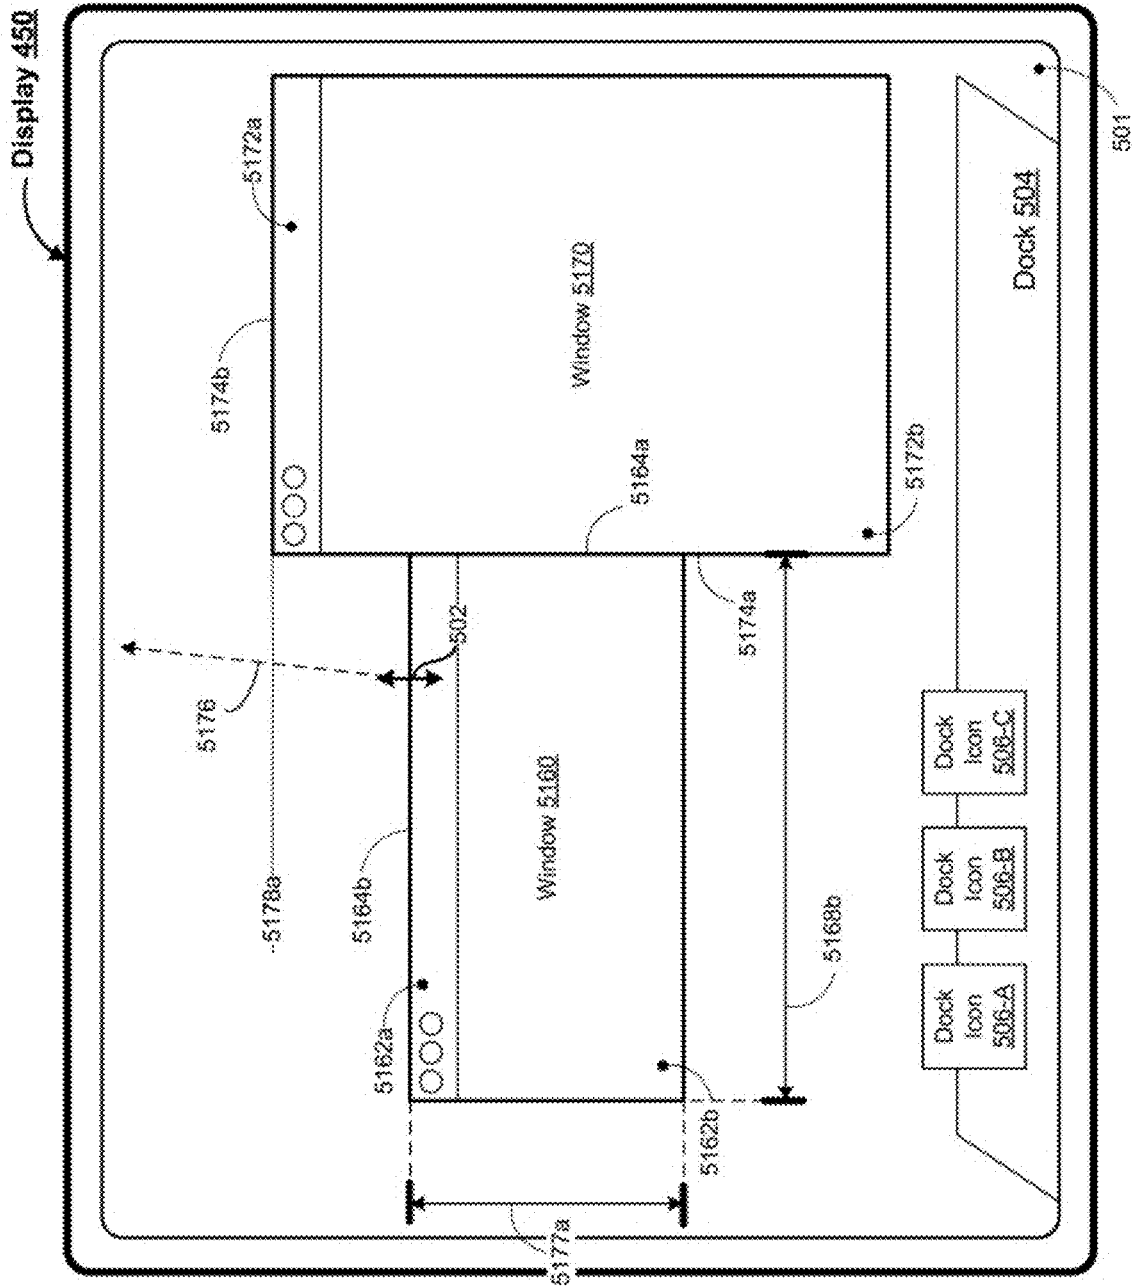 Display 450
5172a
5174b
Window 5170
5164a
5172b
5174a
502
5176
5178a
5164b
5162a
Window 5160
5168b
5162b
5177a
Dock 504
501
Dock
Icon
506-A
Dock
Icon
506-B
Dock
Icon
506-C